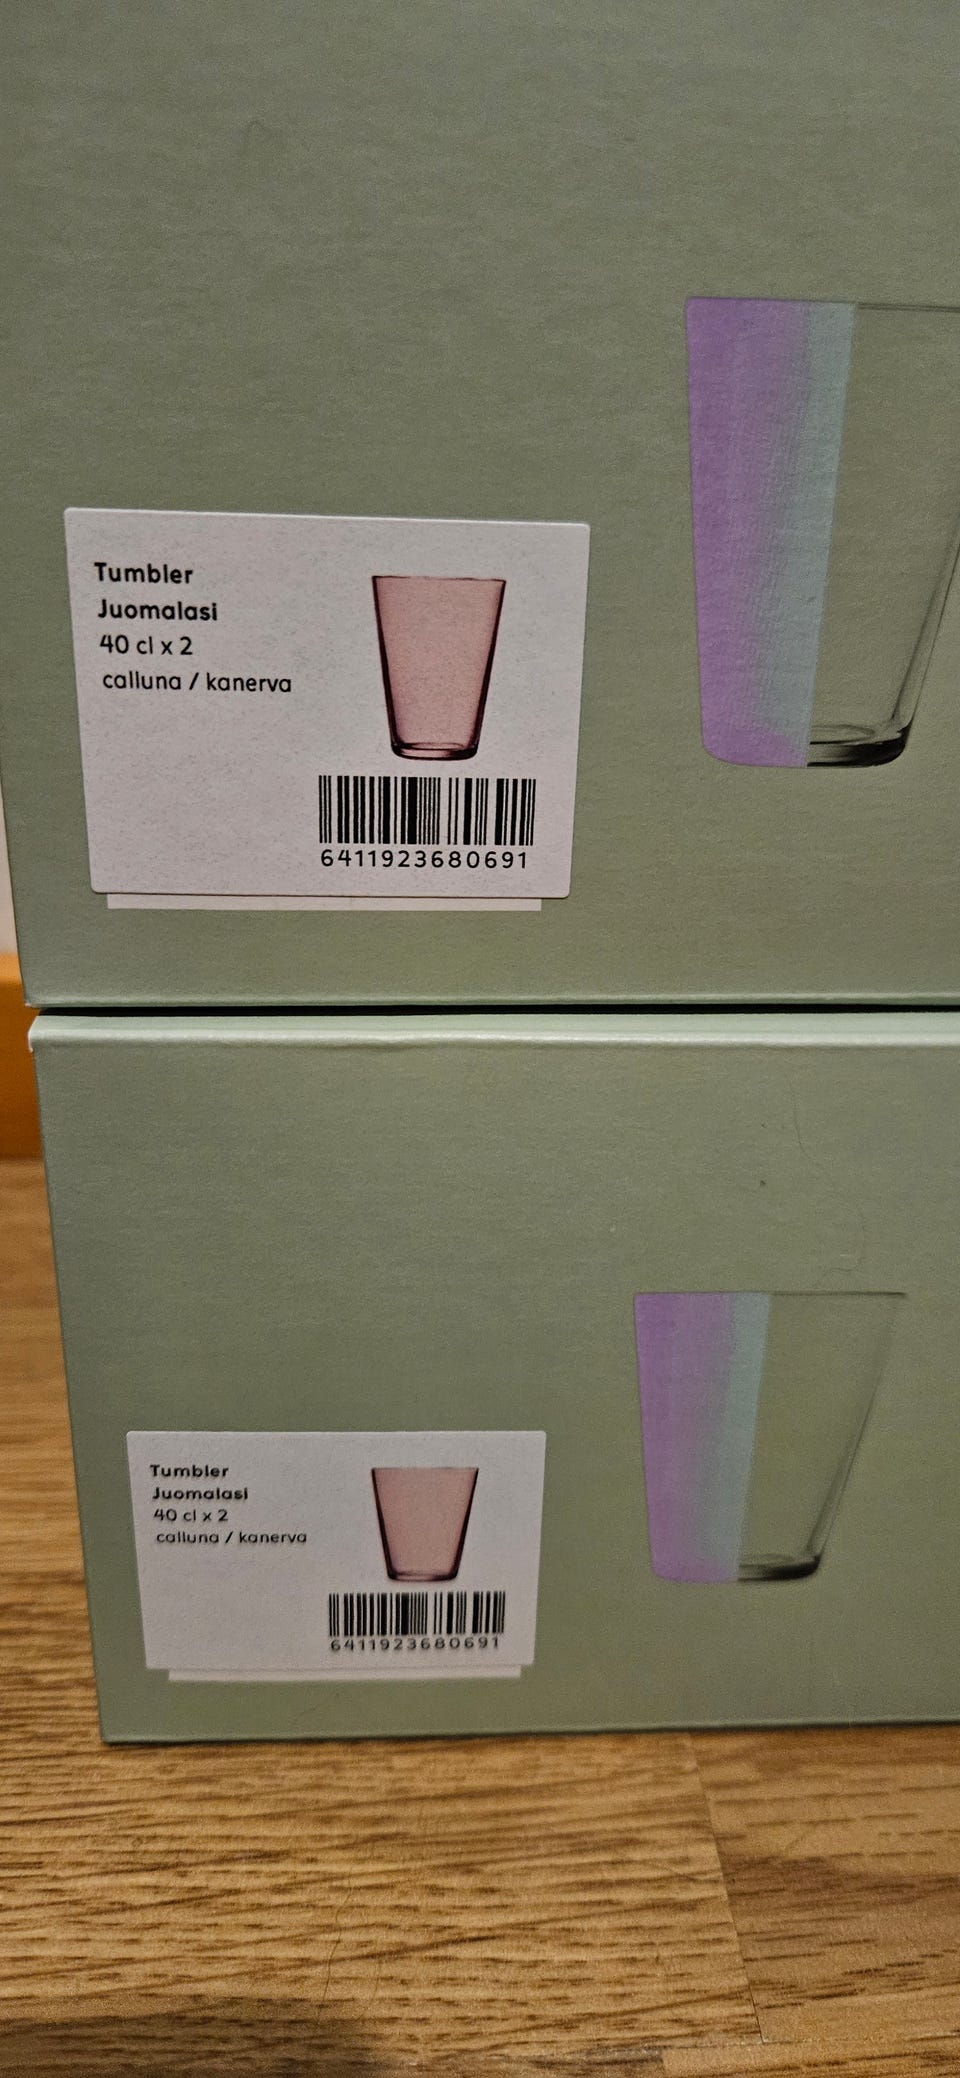 Tumbler
Juomalasi
40 cl x 2
calluna / kanerva
6411923680691
Tumbler
Juomalasi
40 cl x 2
calluna / kanerva
6411923680691